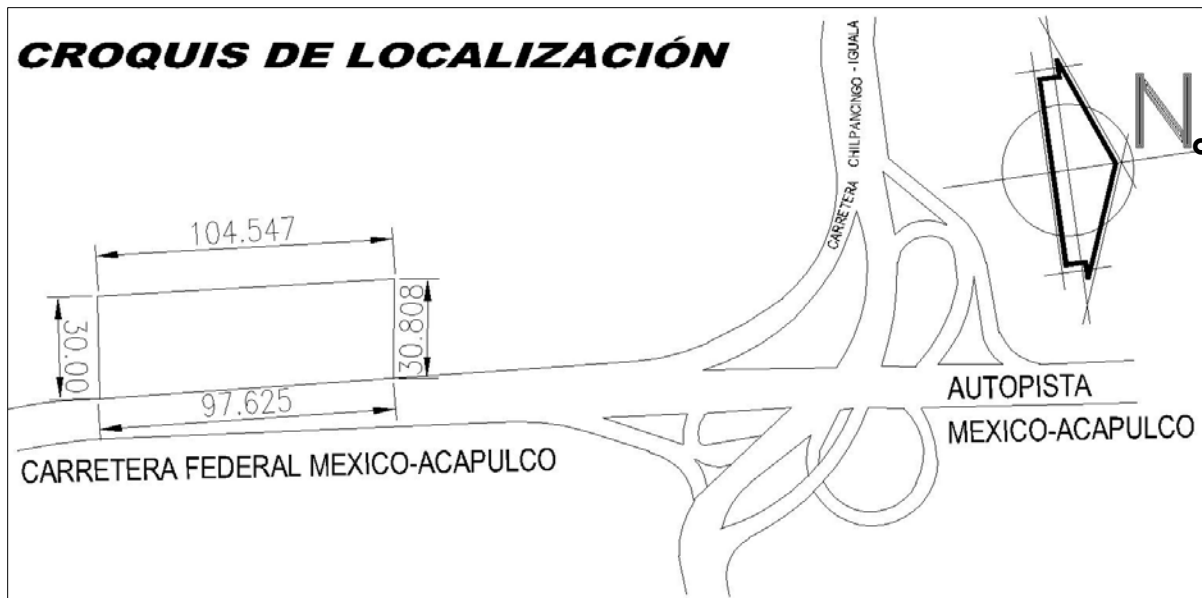 CROQUIS DE LOCALIZACIÓN
CARRETERA CHILPANCINGO - IGUALA
N.
104.547
30.00
30.808
97.625
AUTOPISTA
MEXICO-ACAPULCO
CARRETERA FEDERAL MEXICO-ACAPULCO